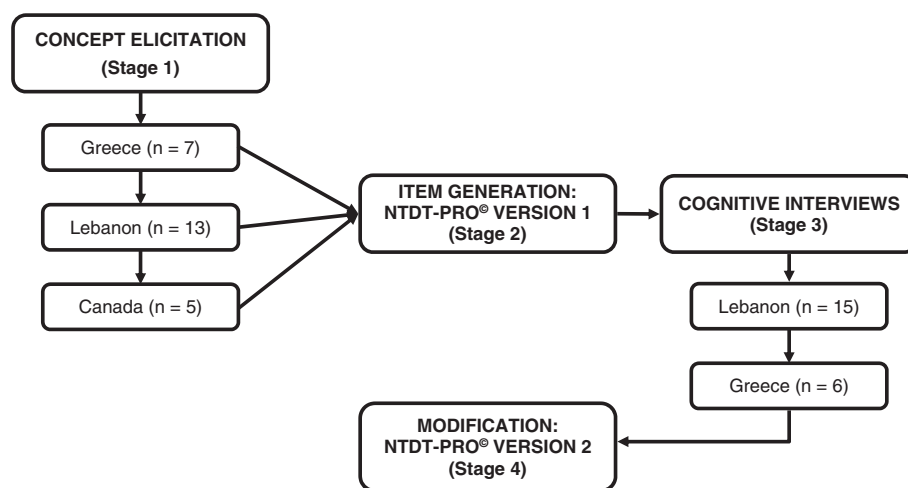 CONCEPT ELICITATION
(Stage 1)
Greece (n = 7)
Lebanon (n = 13)
Canada (n = 5)
ITEM GENERATION:
NTDT-PRO© VERSION 1
(Stage 2)
COGNITIVE INTERVIEWS
(Stage 3)
Lebanon (n = 15)
Greece (n = 6)
MODIFICATION:
NTDT-PRO© VERSION 2
(Stage 4)